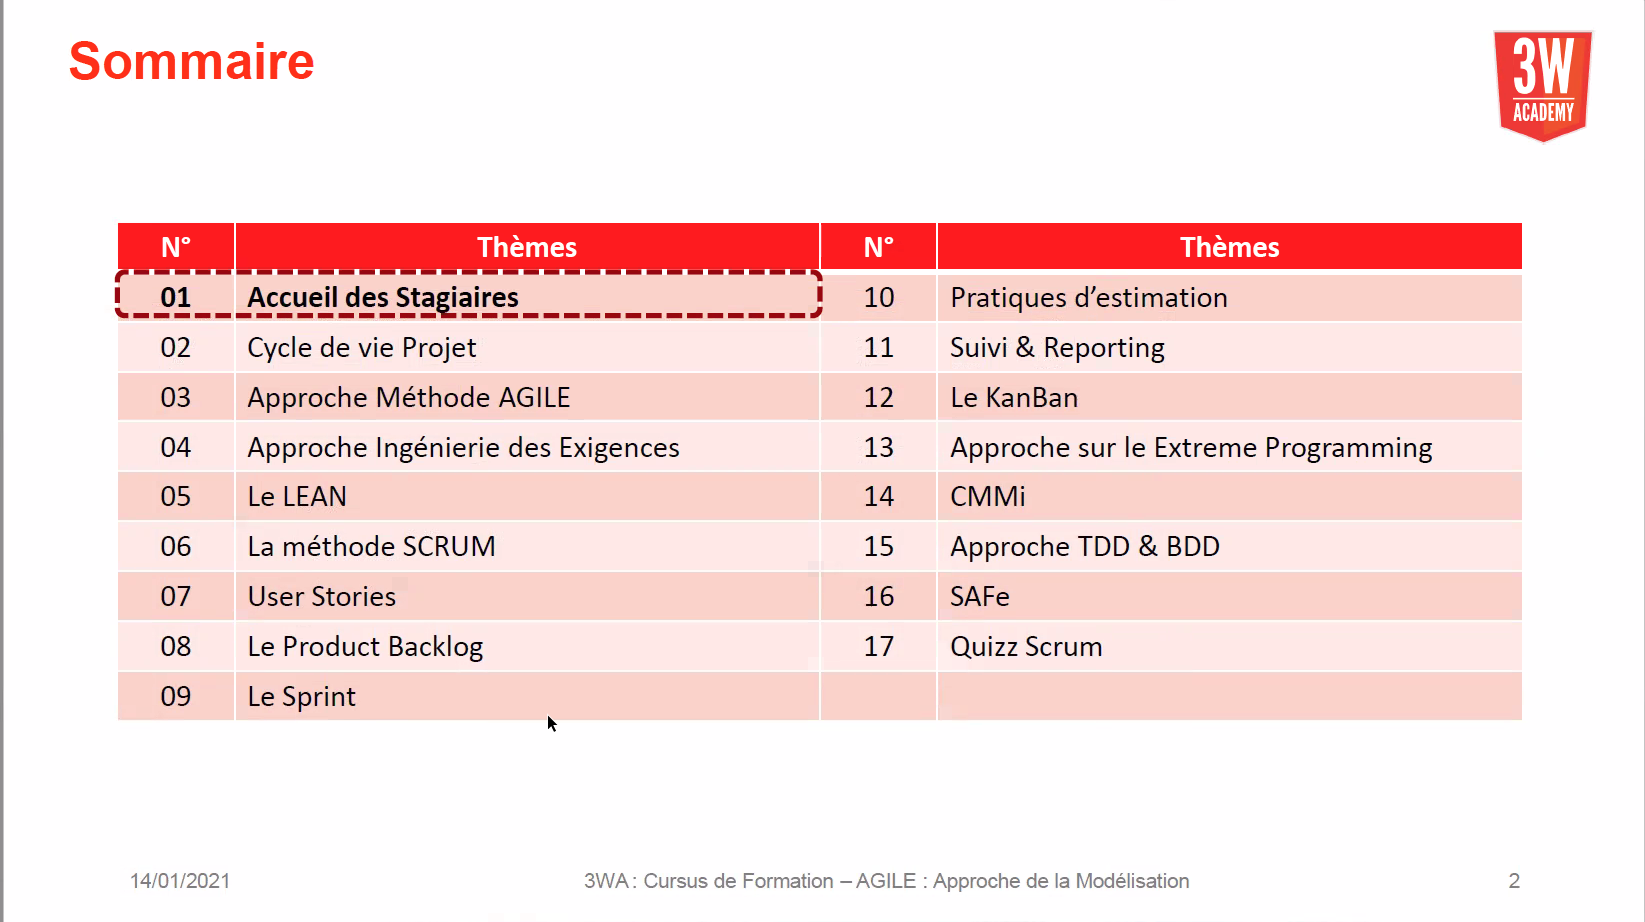 Sommaire
3W
ACADEMY
N° Thèmes N° Thèmes
01 Accueil des Stagiaires 10 Pratiques d’estimation
02 Cycle de vie Projet 11 Suivi & Reporting
03 Approche Méthode AGILE 12 Le KanBan
04 Approche Ingénierie des Exigences 13 Approche sur le Extreme Programming
05 Le LEAN 14 CMMi
06 La méthode SCRUM 15 Approche TDD & BDD
07 User Stories 16 SAFe
08 Le Product Backlog 17 Quizz Scrum
09 Le Sprint
14/01/2021 3WA : Cursus de Formation – AGILE : Approche de la Modélisation 2